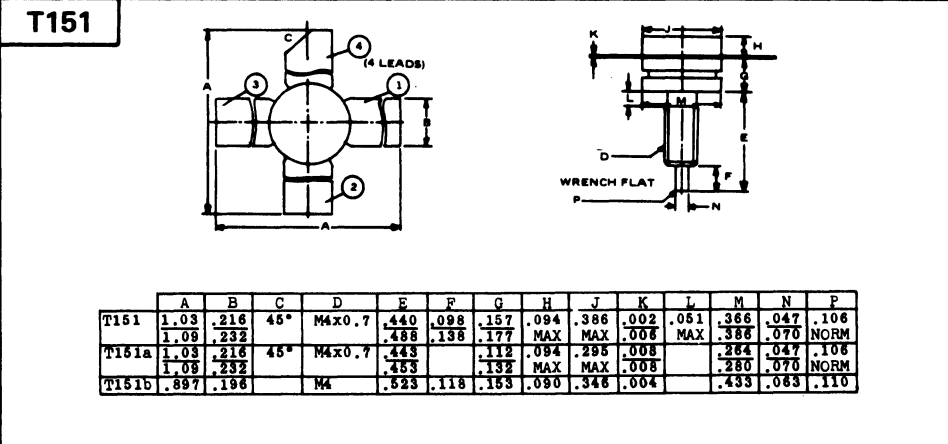 T151
C
4
(4 LEADS)
3
1
A
B
2
A
K
J
H
G
L
M
E
D
F
WRENCH FLAT
P
N
A B C D E F G H J K L M N P
T151 1.03 .216 45° M4x0.7 .440 .098 .157 .094 .386 .002 .051 .366 .047 .106
1.09 .232 .488 .138 .177 MAX MAX .006 MAX .386 .070 NORM
T151a 1.03 .216 45° M4x0.7 .443 .112 .094 .295 .008 .264 .047 .106
1.09 .232 .453 .132 MAX MAX .008 .280 .070 NORM
T151b .897 .196 M4 .523 .118 .153 .090 .346 .004 .433 .063 .110